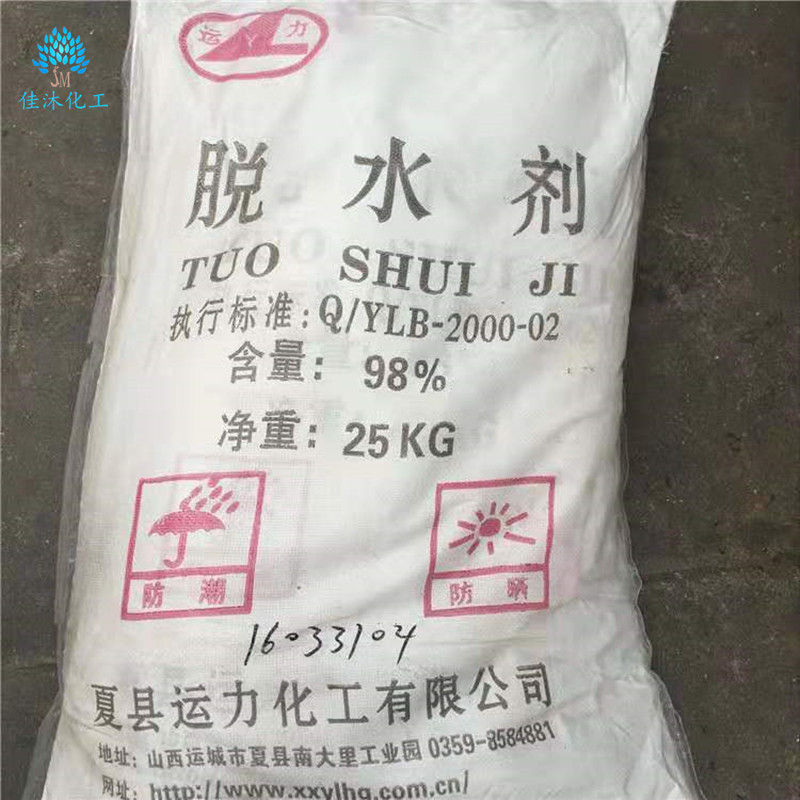 运 力
JM
佳沐化工
脱水剂
TUO SHUI JI
执行标准:Q/YLB-2000-02
含量: 98%
净重: 25KG
防潮
防晒
16033104
夏县运力化工有限公司
地址:山西运城市夏县南大里工业园 0359-8584881
网址:http://www.xxylhg.com.cn/